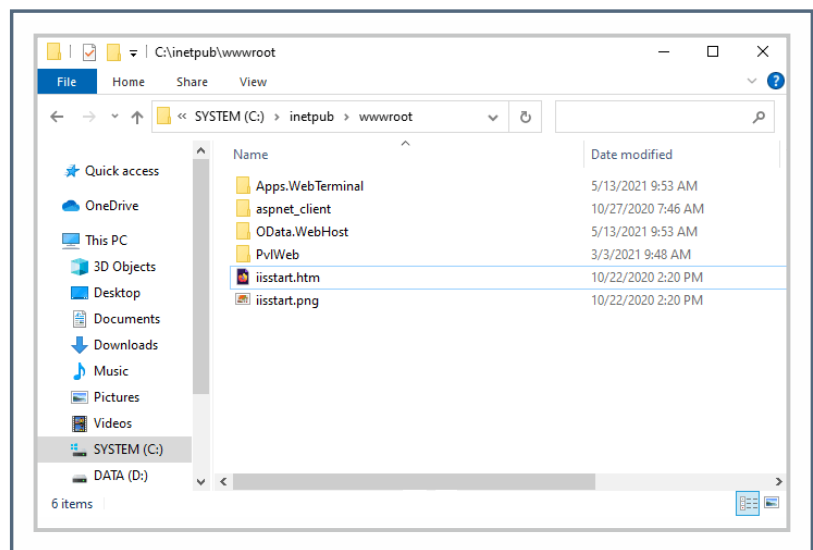 C:\inetpub\wwwroot
File Home Share View
« SYSTEM (C:) › inetpub › wwwroot
Name Date modified
Quick access
OneDrive
This PC
3D Objects
Desktop
Documents
Downloads
Music
Pictures
Videos
SYSTEM (C:)
DATA (D:)
Apps.WebTerminal 5/13/2021 9:53 AM
aspnet_client 10/27/2020 7:46 AM
OData.WebHost 5/13/2021 9:53 AM
PvlWeb 3/3/2021 9:48 AM
iisstart.htm 10/22/2020 2:20 PM
iisstart.png 10/22/2020 2:20 PM
6 items